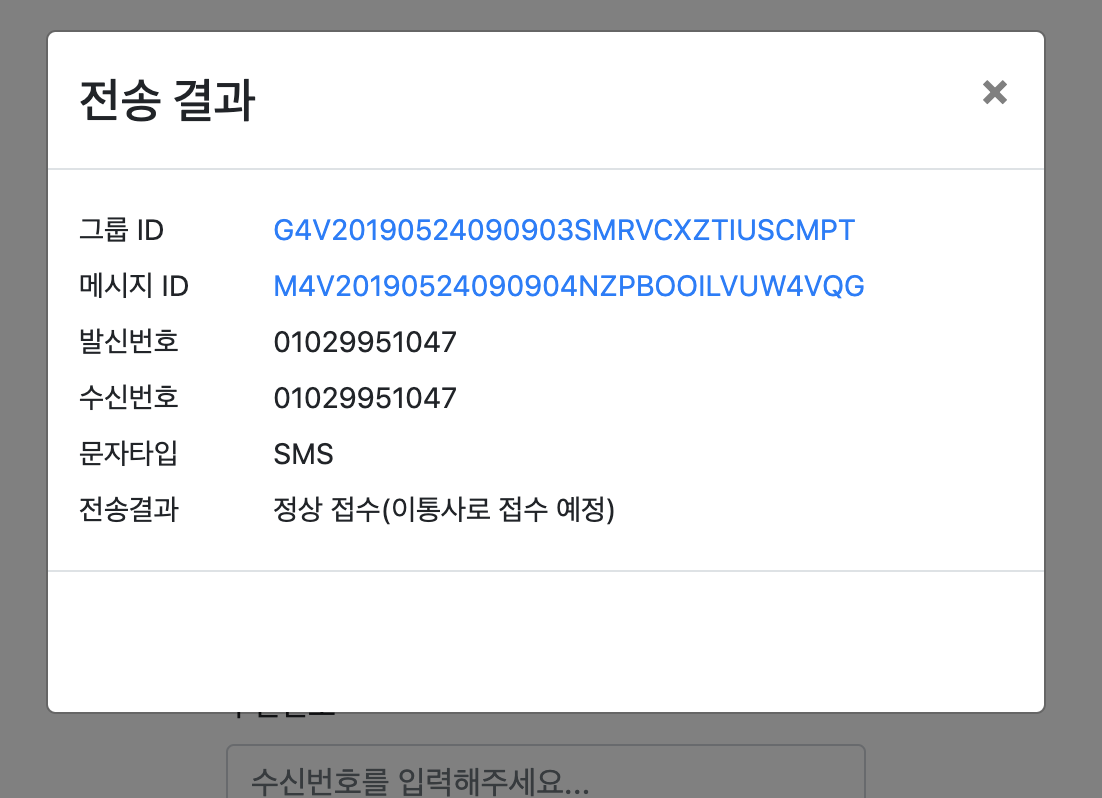 전송 결과
×
그룹 ID G4V20190524090903SMRVCXZTIUSCMPT
메시지 ID M4V20190524090904NZPBOOILVUW4VQG
발신번호 01029951047
수신번호 01029951047
문자타입 SMS
전송결과 정상 접수(이통사로 접수 예정)
수신번호를 입력해주세요...